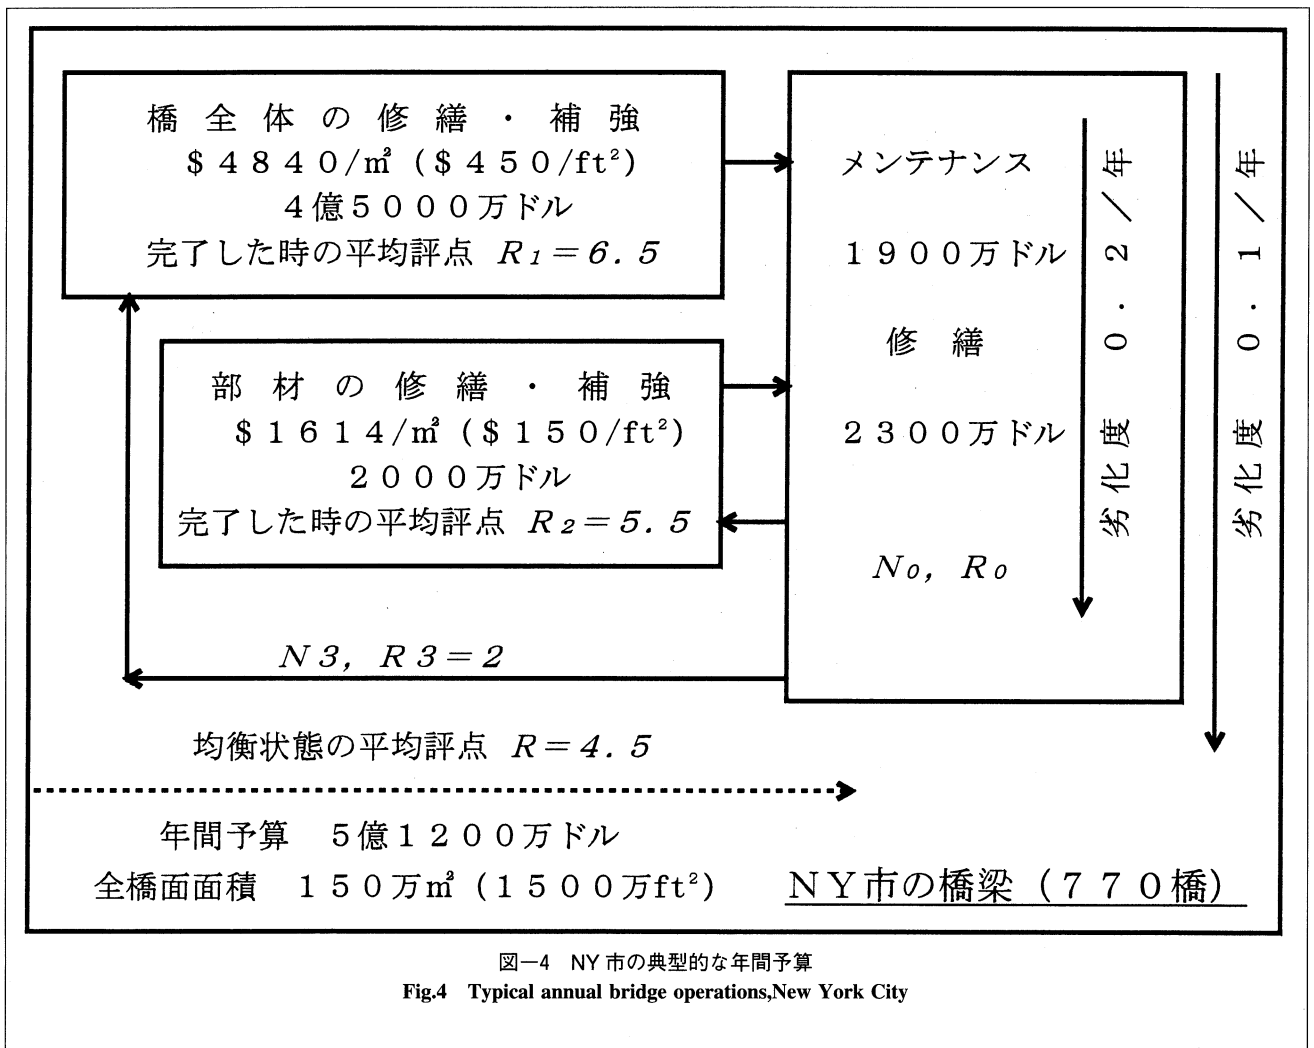 橋全体の修繕・補強
＄４８４０/㎡(＄４５０/ft²)
４億５０００万ドル
完了した時の平均評点 R₁＝6.5
部材の修繕・補強
＄１６１４/㎡(＄１５０/ft²)
２０００万ドル
完了した時の平均評点 R₂＝5.5
メンテナンス
１９００万ドル
修繕
２３００万ドル
N₀, R₀
劣化度０.２／年
劣化度０.１／年
N3, R3＝2
均衡状態の平均評点 R＝4.5
年間予算 ５億１２００万ドル
全橋面面積 １５０万㎡(１５００万ft²)
ＮＹ市の橋梁（７７０橋）
図－4 NY市の典型的な年間予算
Fig.4 Typical annual bridge operations,New York City